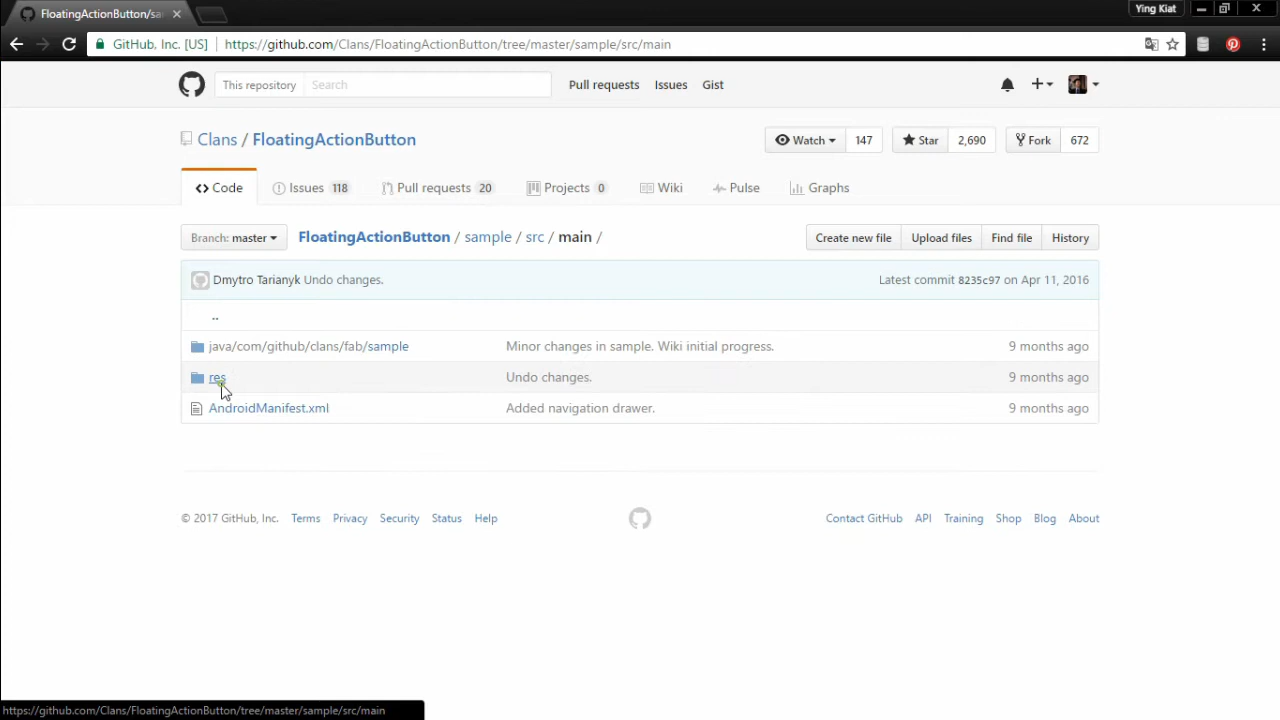 FloatingActionButton/sa
Ying Kiat
GitHub, Inc. [US] https://github.com/Clans/FloatingActionButton/tree/master/sample/src/main
This repository Search Pull requests Issues Gist
Clans / FloatingActionButton Watch 147 Star 2,690 Fork 672
<> Code Issues 118 Pull requests 20 Projects 0 Wiki Pulse Graphs
Branch: master FloatingActionButton / sample / src / main / Create new file Upload files Find file History
Dmytro Tarianyk Undo changes. Latest commit 8235c97 on Apr 11, 2016
..
java/com/github/clans/fab/sample Minor changes in sample. Wiki initial progress. 9 months ago
res Undo changes. 9 months ago
AndroidManifest.xml Added navigation drawer. 9 months ago
© 2017 GitHub, Inc. Terms Privacy Security Status Help Contact GitHub API Training Shop Blog About
https://github.com/Clans/FloatingActionButton/tree/master/sample/src/main